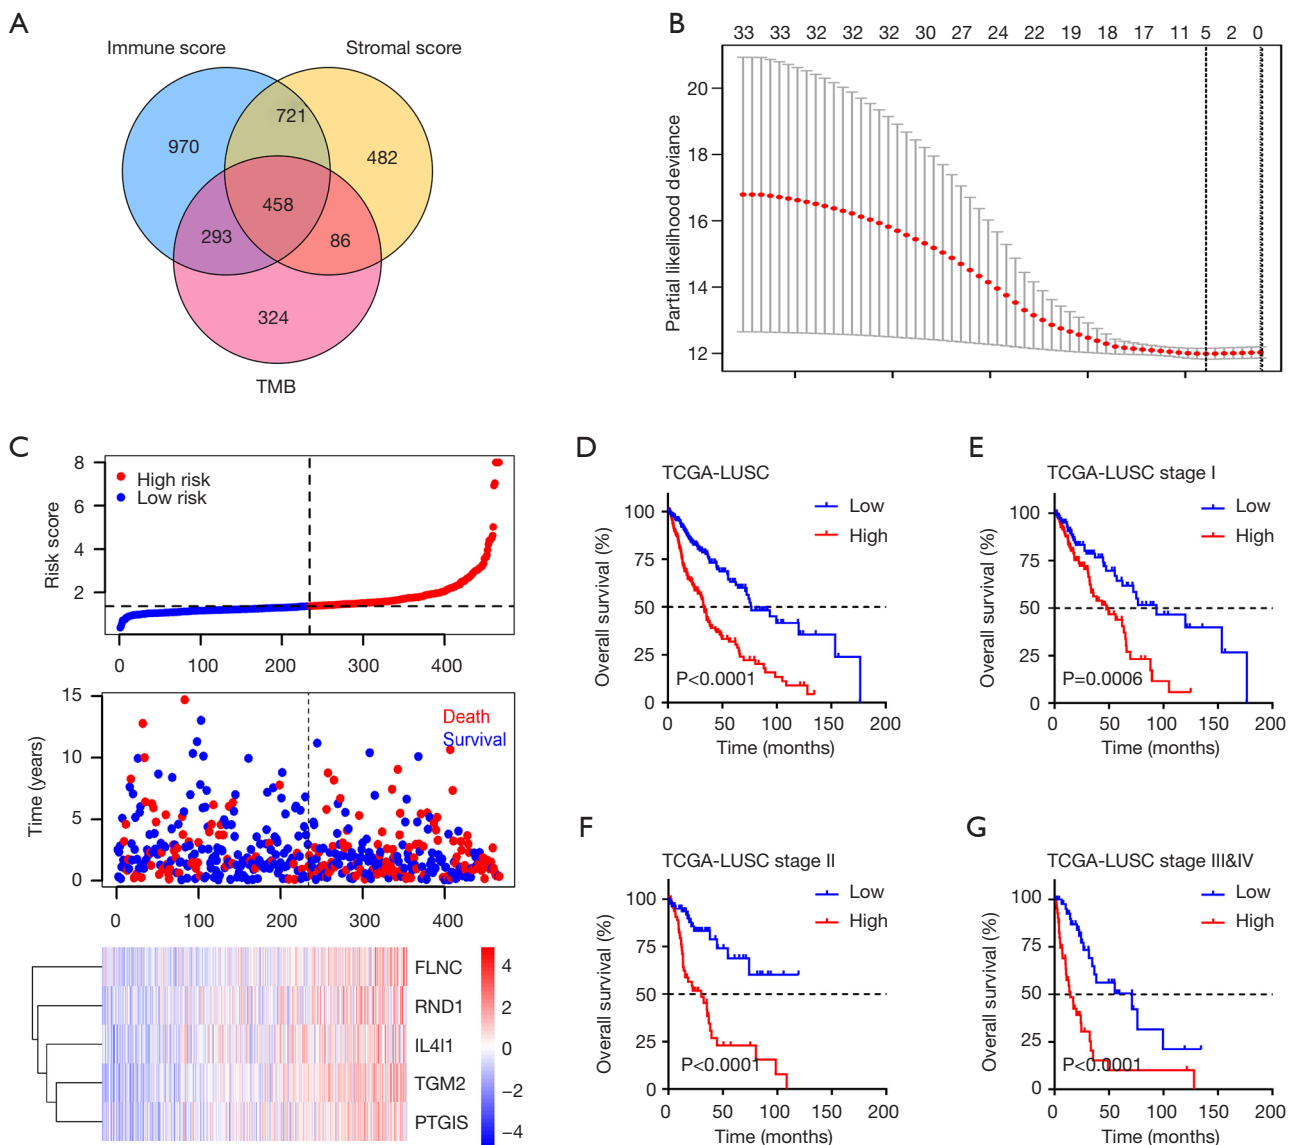 A
Immune score
Stromal score
721
970
482
458
293
86
324
TMB
B
33 33 32 32 32 30 27 24 22 19 18 17 11 5 2 0
Partial likelihood deviance
20
18
16
14
12
C
Risk score
8
6
4
2
High risk
Low risk
0 100 200 300 400
Time (years)
15
10
5
0
Death
Survival
0 100 200 300 400
FLNC
RND1
IL4I1
TGM2
PTGIS
4
2
0
−2
−4
D
TCGA-LUSC
Low
High
Overall survival (%)
100
75
50
25
0
P<0.0001
0 50 100 150 200
Time (months)
E
TCGA-LUSC stage I
Low
High
Overall survival (%)
100
75
50
25
0
P=0.0006
0 50 100 150 200
Time (months)
F
TCGA-LUSC stage II
Low
High
Overall survival (%)
100
75
50
25
0
P<0.0001
0 50 100 150 200
Time (months)
G
TCGA-LUSC stage III&IV
Low
High
Overall survival (%)
100
75
50
25
0
P<0.0001
0 50 100 150 200
Time (months)